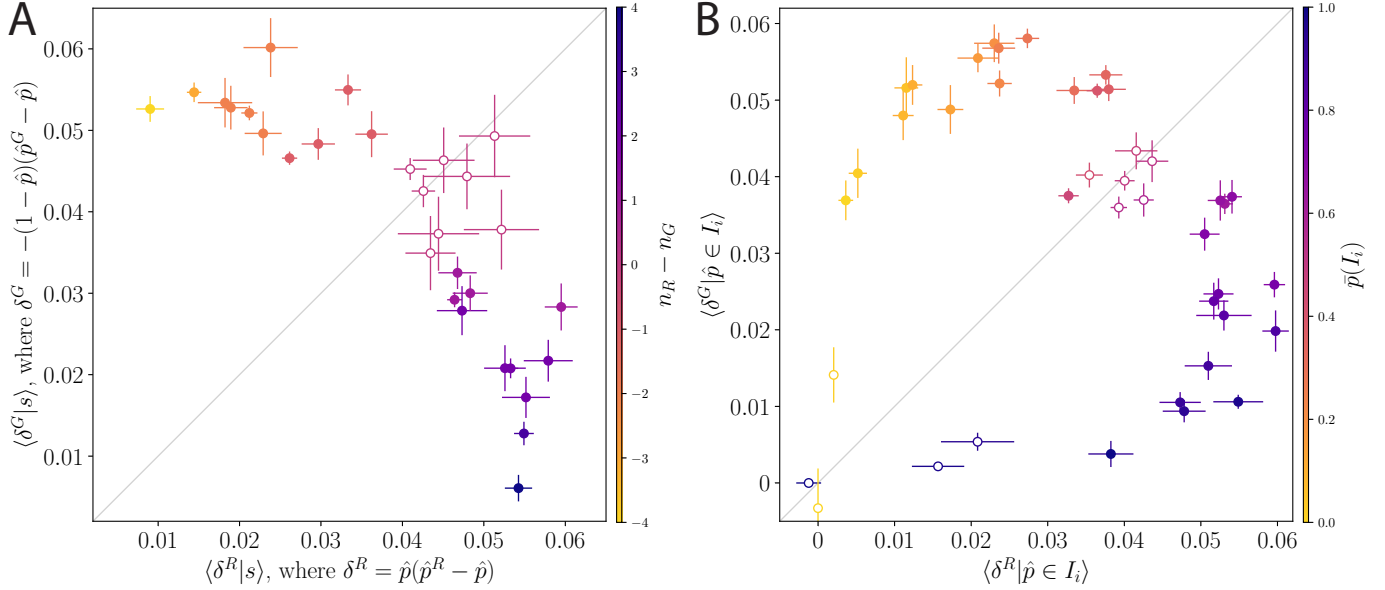 A
0.06
0.05
0.04
0.03
0.02
0.01
⟨δ^G|s⟩, where δ^G = −(1 − p̂)(p̂^G − p̂)
0.01 0.02 0.03 0.04 0.05 0.06
⟨δ^R|s⟩, where δ^R = p̂(p̂^R − p̂)
4
3
2
1
0
−1
−2
−3
−4
n_R − n_G
B
0.06
0.05
0.04
0.03
0.02
0.01
0
⟨δ^G|p̂ ∈ I_i⟩
0 0.01 0.02 0.03 0.04 0.05 0.06
⟨δ^R|p̂ ∈ I_i⟩
1.0
0.8
0.6
0.4
0.2
0.0
p̄(I_i)